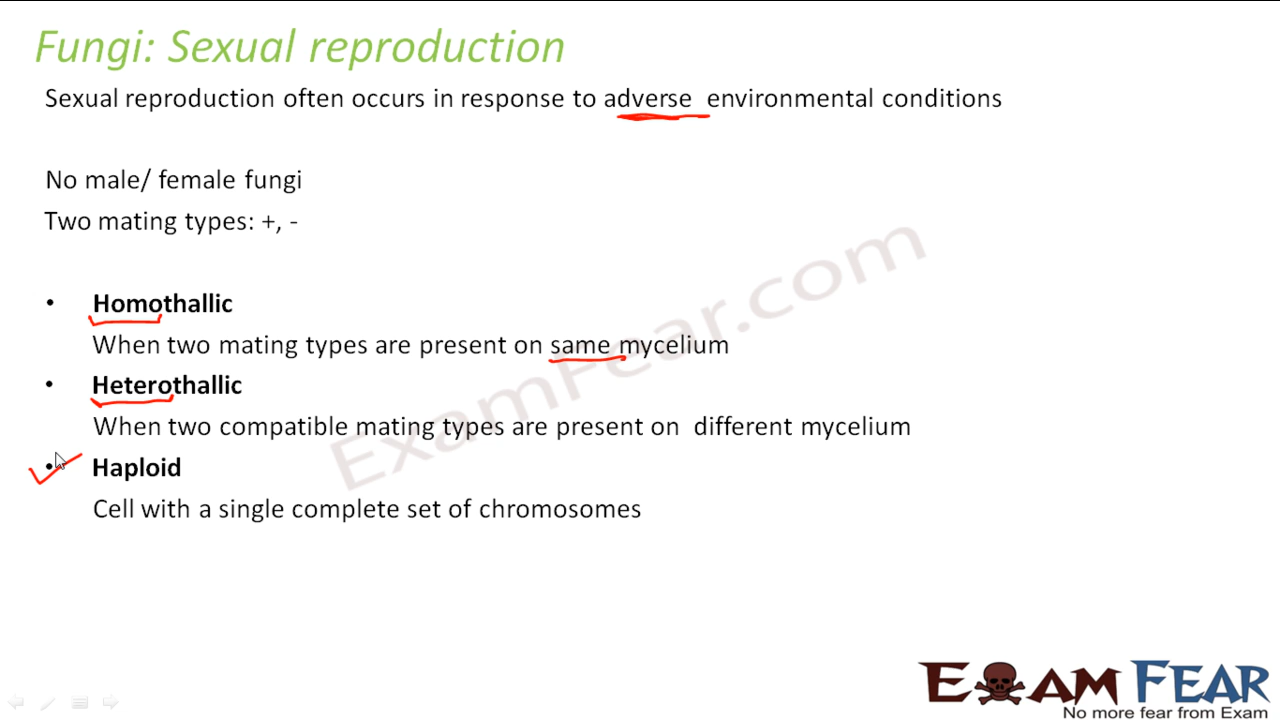 Fungi: Sexual reproduction
Sexual reproduction often occurs in response to adverse environmental conditions
No male/ female fungi
Two mating types: +, -
• Homothallic
When two mating types are present on same mycelium
• Heterothallic
When two compatible mating types are present on different mycelium
• Haploid
Cell with a single complete set of chromosomes
ExamFear.com
EXAM FEAR
No more fear from Exam